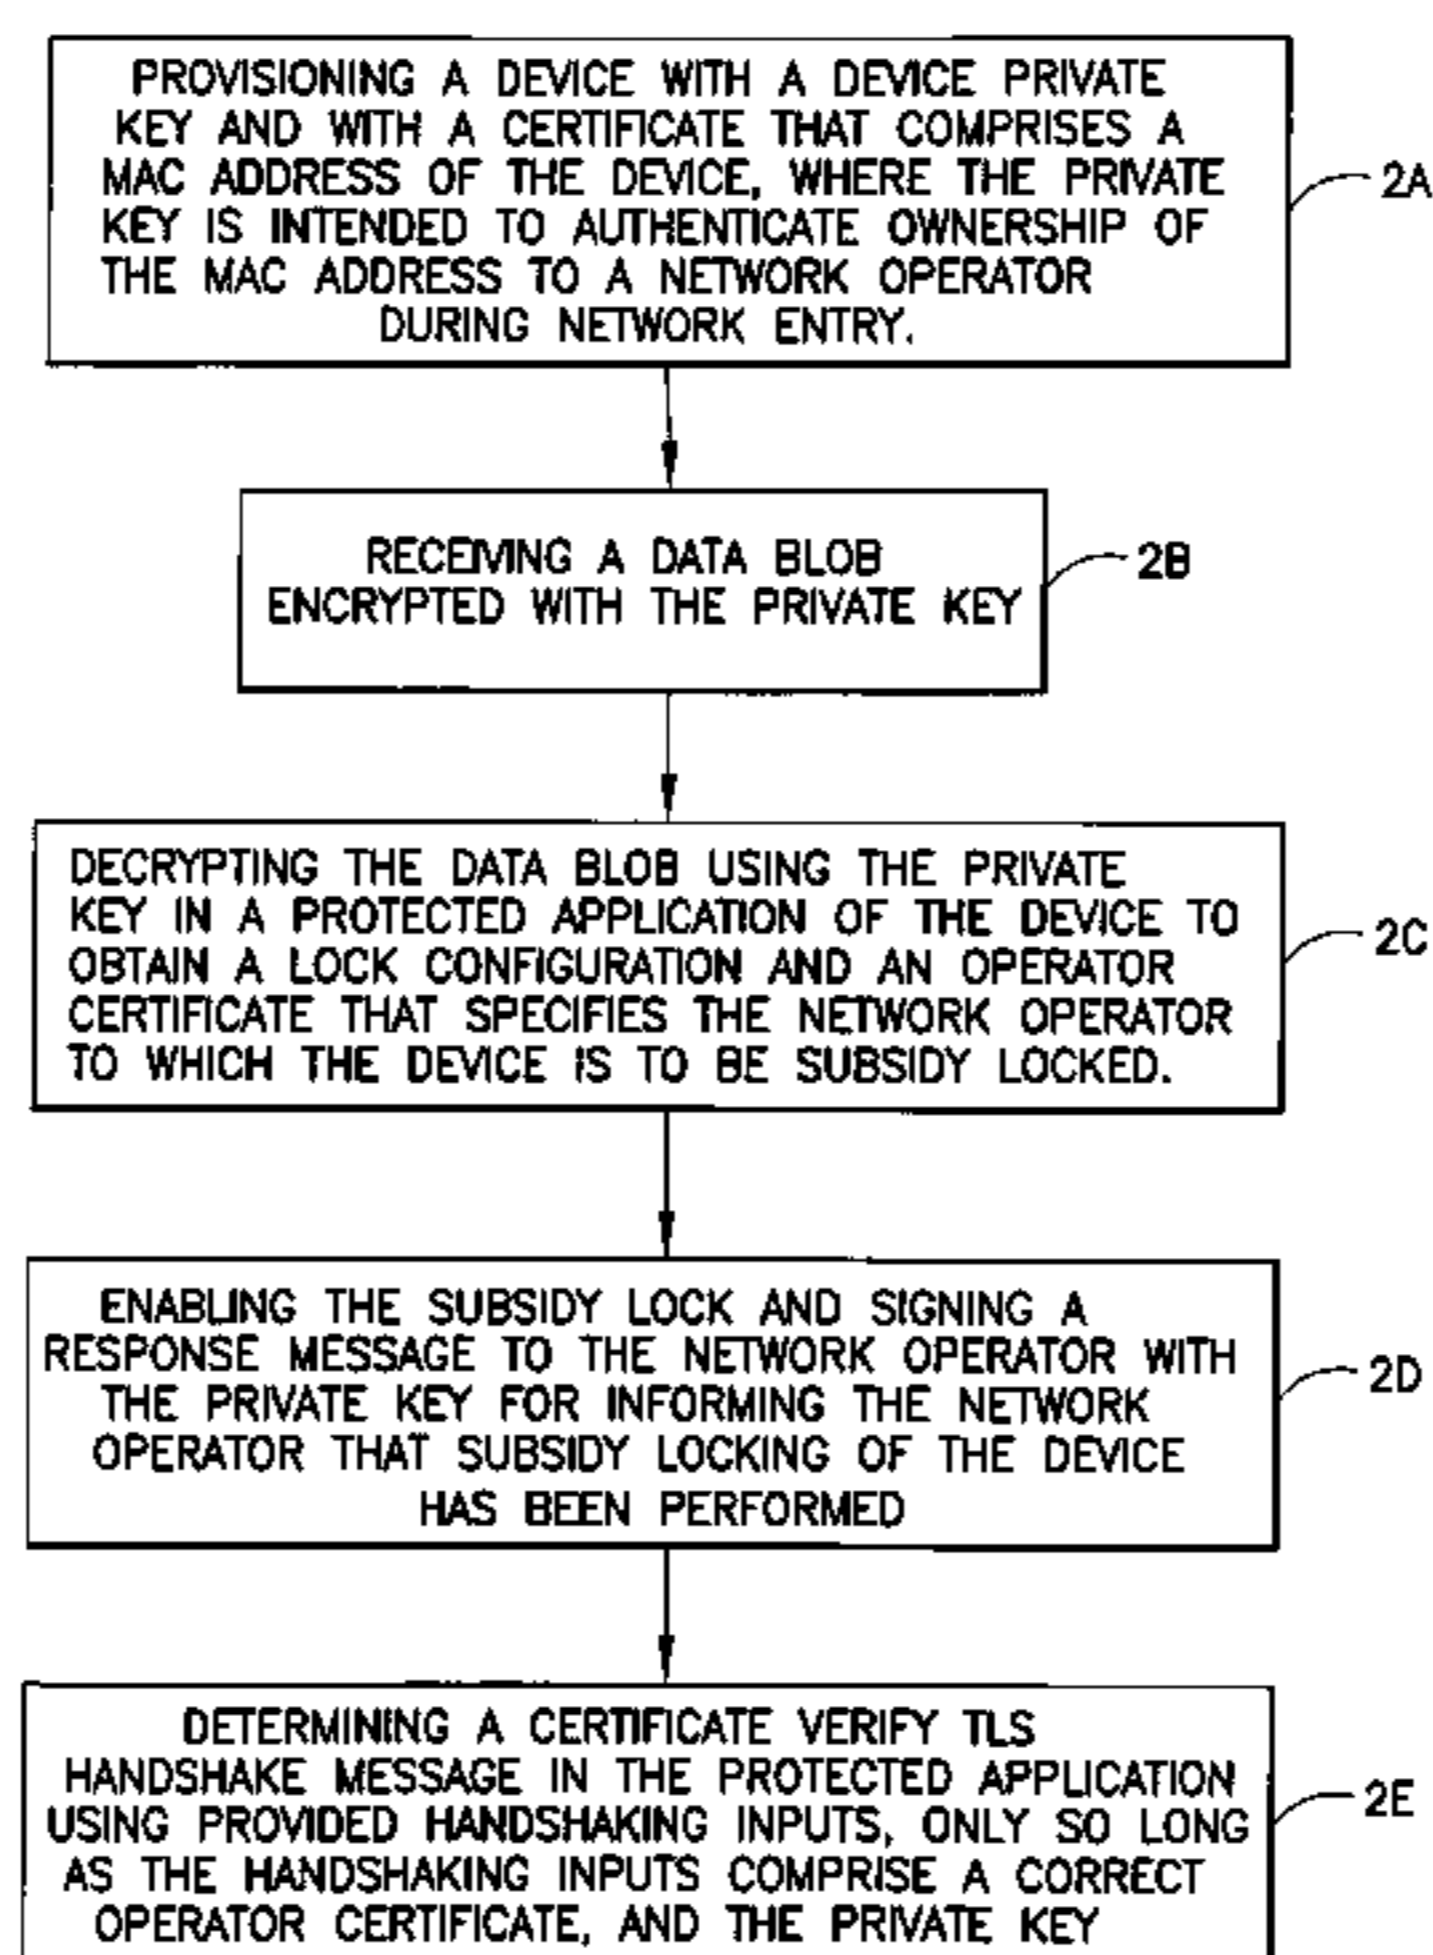 PROVISIONING A DEVICE WITH A DEVICE PRIVATE
KEY AND WITH A CERTIFICATE THAT COMPRISES A
MAC ADDRESS OF THE DEVICE, WHERE THE PRIVATE
KEY IS INTENDED TO AUTHENTICATE OWNERSHIP OF
THE MAC ADDRESS TO A NETWORK OPERATOR
DURING NETWORK ENTRY.
2A
RECEIVING A DATA BLOB
ENCRYPTED WITH THE PRIVATE KEY
2B
DECRYPTING THE DATA BLOB USING THE PRIVATE
KEY IN A PROTECTED APPLICATION OF THE DEVICE TO
OBTAIN A LOCK CONFIGURATION AND AN OPERATOR
CERTIFICATE THAT SPECIFIES THE NETWORK OPERATOR
TO WHICH THE DEVICE IS TO BE SUBSIDY LOCKED.
2C
ENABLING THE SUBSIDY LOCK AND SIGNING A
RESPONSE MESSAGE TO THE NETWORK OPERATOR WITH
THE PRIVATE KEY FOR INFORMING THE NETWORK
OPERATOR THAT SUBSIDY LOCKING OF THE DEVICE
HAS BEEN PERFORMED
2D
DETERMINING A CERTIFICATE VERIFY TLS
HANDSHAKE MESSAGE IN THE PROTECTED APPLICATION
USING PROVIDED HANDSHAKING INPUTS, ONLY SO LONG
AS THE HANDSHAKING INPUTS COMPRISE A CORRECT
OPERATOR CERTIFICATE, AND THE PRIVATE KEY
2E